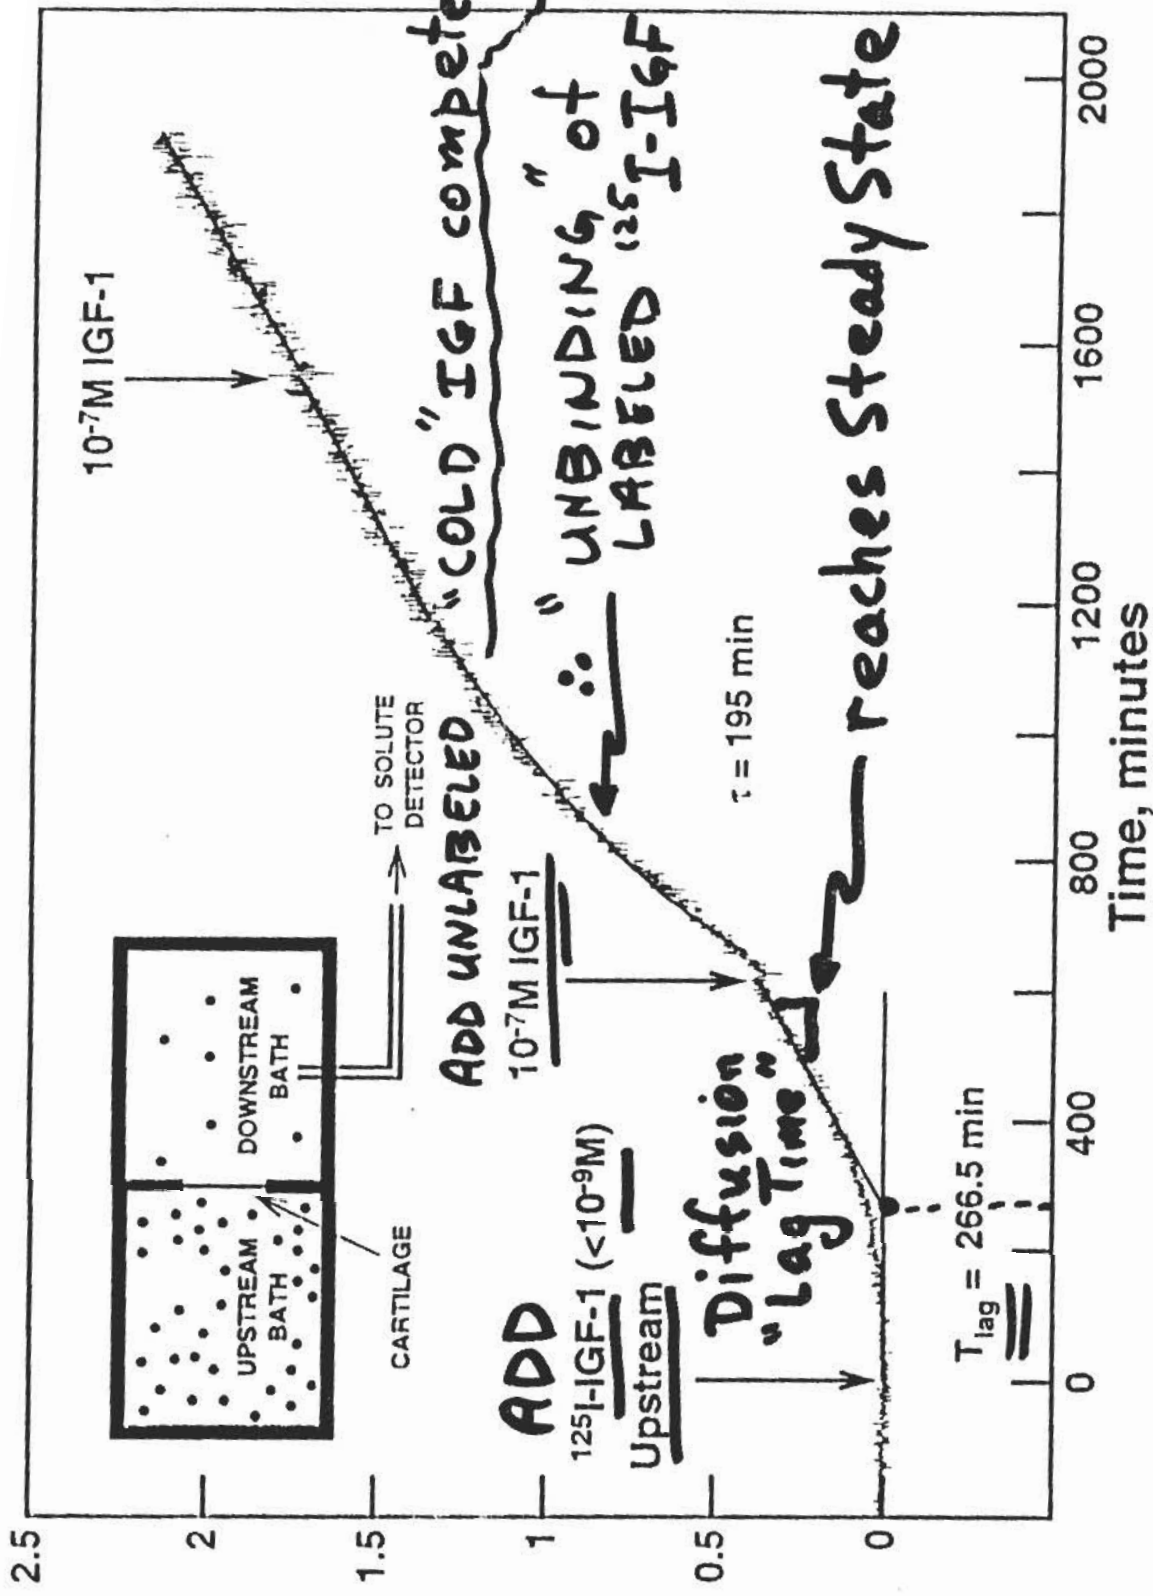 2.5
2
1.5
1
0.5
0
UPSTREAM
BATH
DOWNSTREAM
BATH
CARTILAGE
TO SOLUTE
DETECTOR
10⁻⁷M IGF-1
ADD UNLABELED "COLD" IGF compete
10⁻⁷M IGF-1
∴ "UNBINDING" of
LABELED ¹²⁵I-IGF
ADD
¹²⁵I-IGF-1 (<10⁻⁹M)
Upstream
τ = 195 min
Diffusion
"Lag Time"
reaches Steady State
T_lag = 266.5 min
0 400 800 1200 1600 2000
Time, minutes